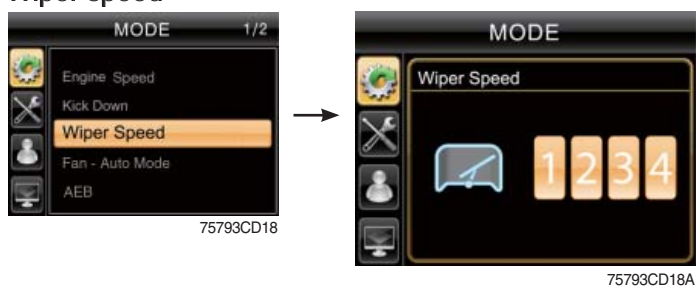 Wiper speed
MODE 1/2
Engine Speed
Kick Down
Wiper Speed
Fan - Auto Mode
AEB
75793CD18
MODE
Wiper Speed
1 2 3 4
75793CD18A